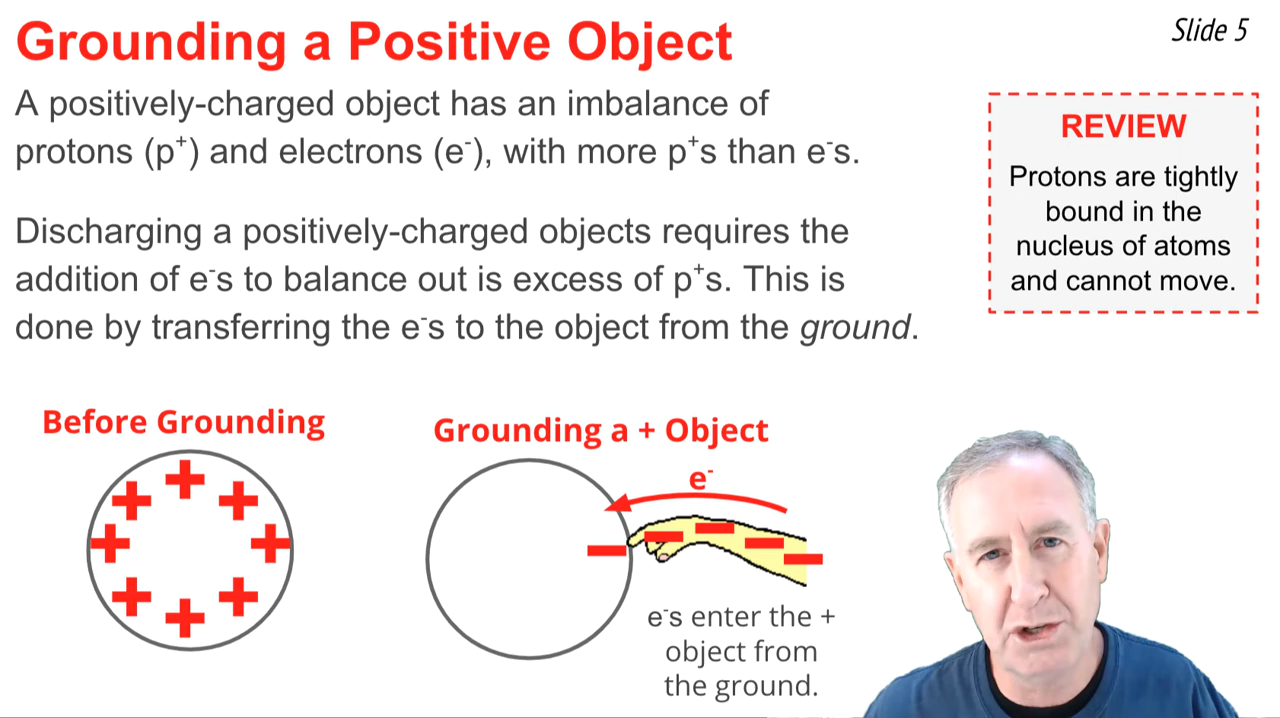 Grounding a Positive Object
Slide 5
A positively-charged object has an imbalance of
protons (p⁺) and electrons (e⁻), with more p⁺s than e⁻s.
Discharging a positively-charged objects requires the
addition of e⁻s to balance out is excess of p⁺s. This is
done by transferring the e⁻s to the object from the ground.
REVIEW
Protons are tightly
bound in the
nucleus of atoms
and cannot move.
Before Grounding
Grounding a + Object
e⁻
e⁻s enter the +
object from
the ground.